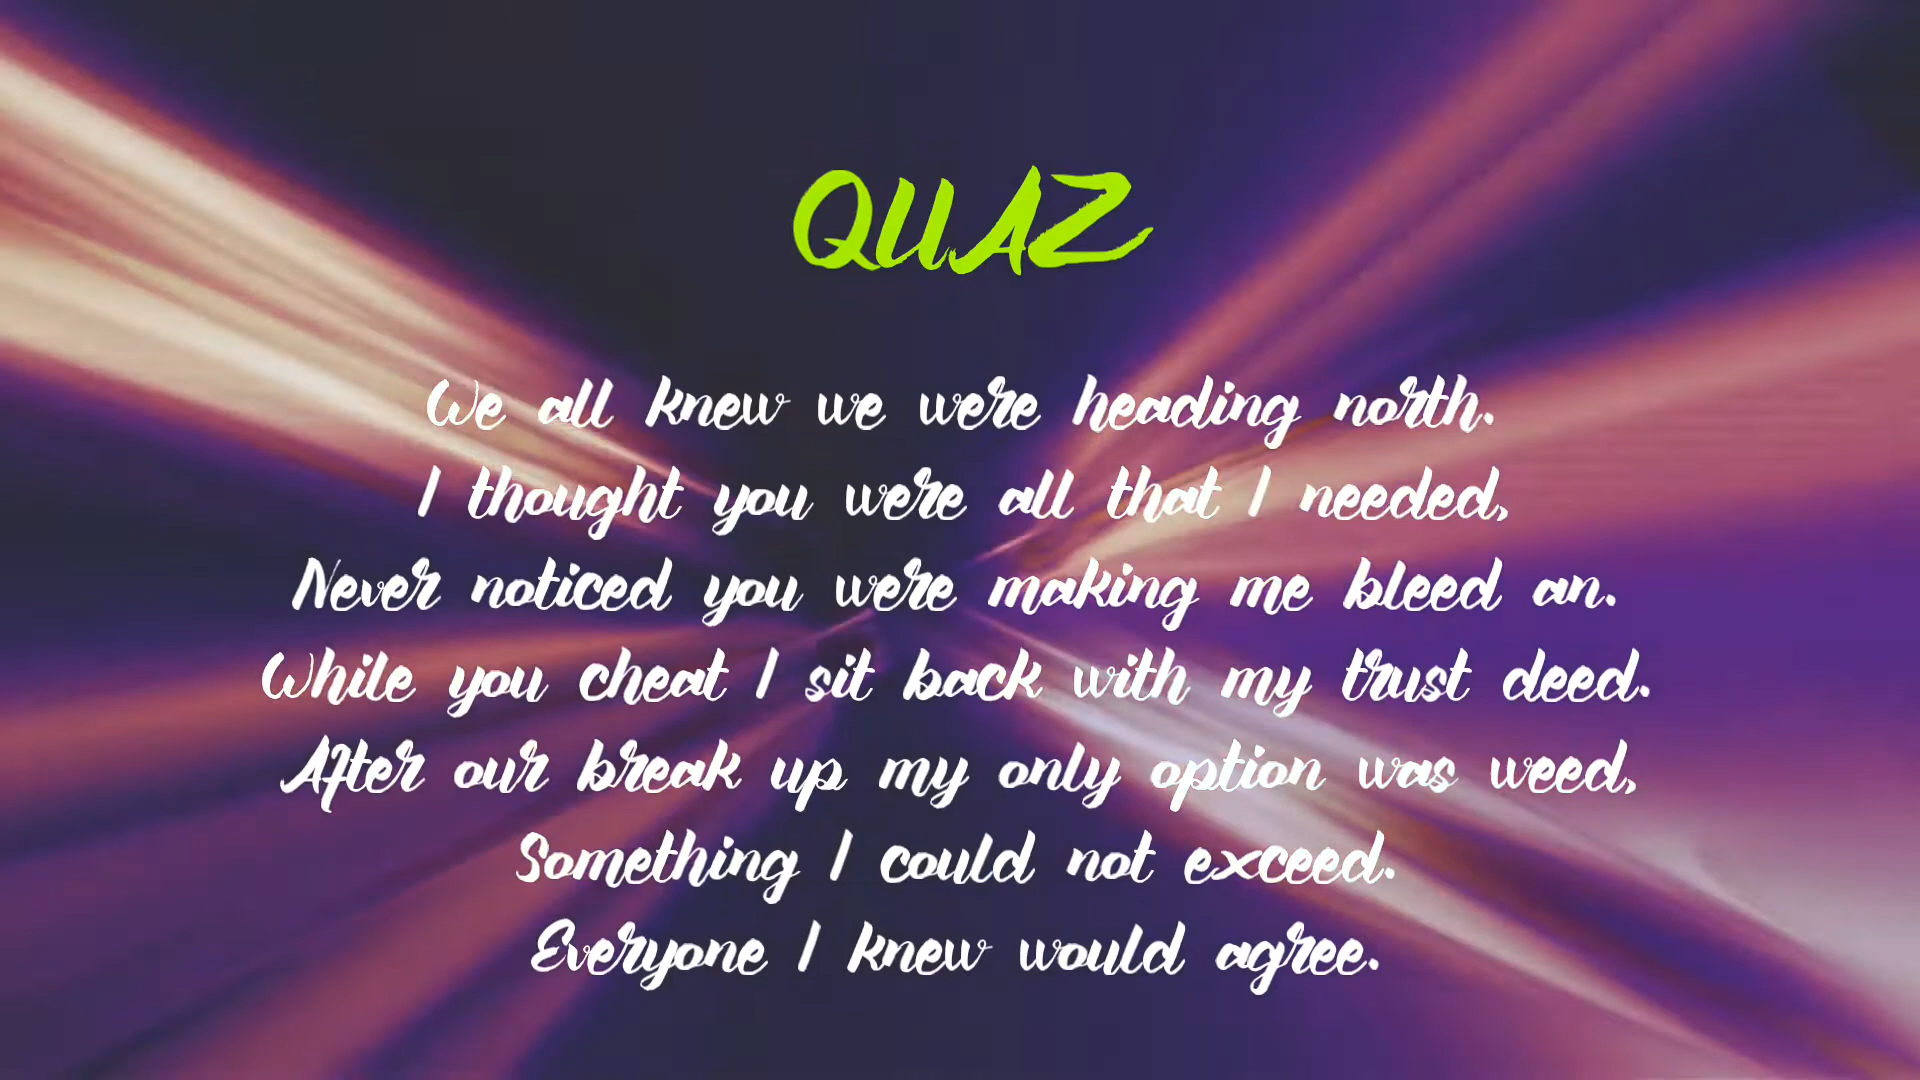 QUAZ
We all knew we were heading north.
I thought you were all that I needed,
Never noticed you were making me bleed an.
While you cheat I sit back with my trust deed.
After our break up my only option was weed,
Something I could not exceed.
Everyone I knew would agree.